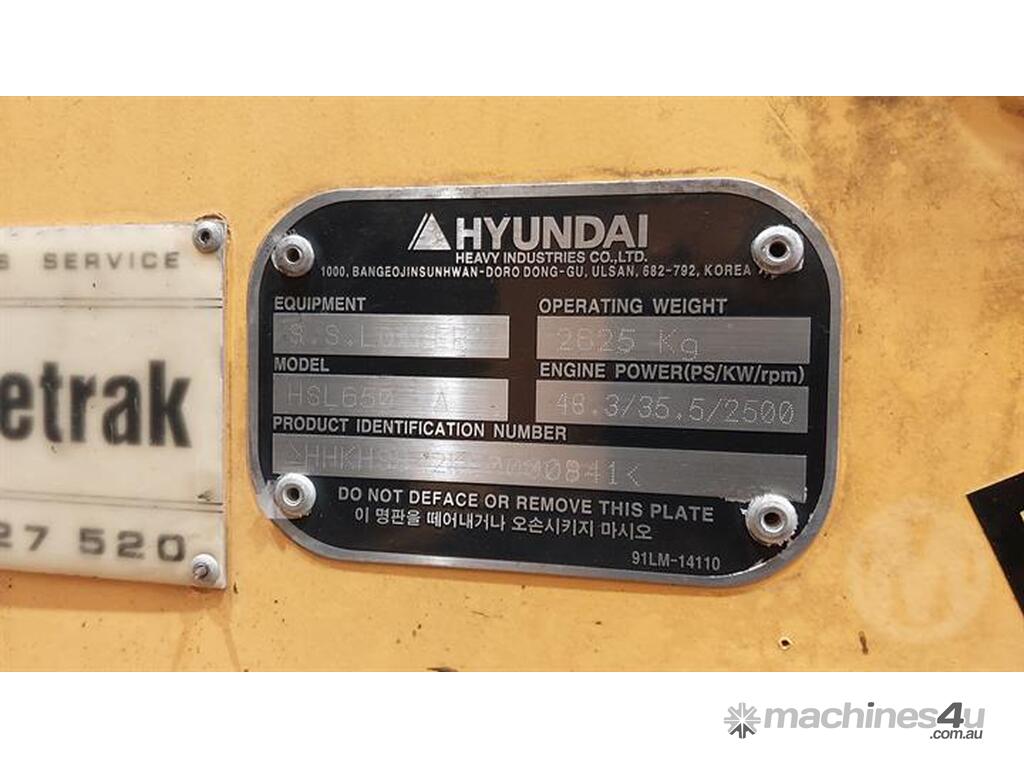 S SERVICE
etrak
27 520
HYUNDAI
HEAVY INDUSTRIES CO.,LTD.
1000, BANGEOJINSUNHWAN-DORO DONG-GU, ULSAN, 682-792, KOREA
EQUIPMENT
OPERATING WEIGHT
S.S.LOADER
2625 Kg
MODEL
ENGINE POWER(PS/KW/rpm)
HSL650 A
48.3/35.5/2500
PRODUCT IDENTIFICATION NUMBER
DO NOT DEFACE OR REMOVE THIS PLATE
이 명판을 떼어내거나 오손시키지 마시오
91LM-14110
machines4u
.com.au